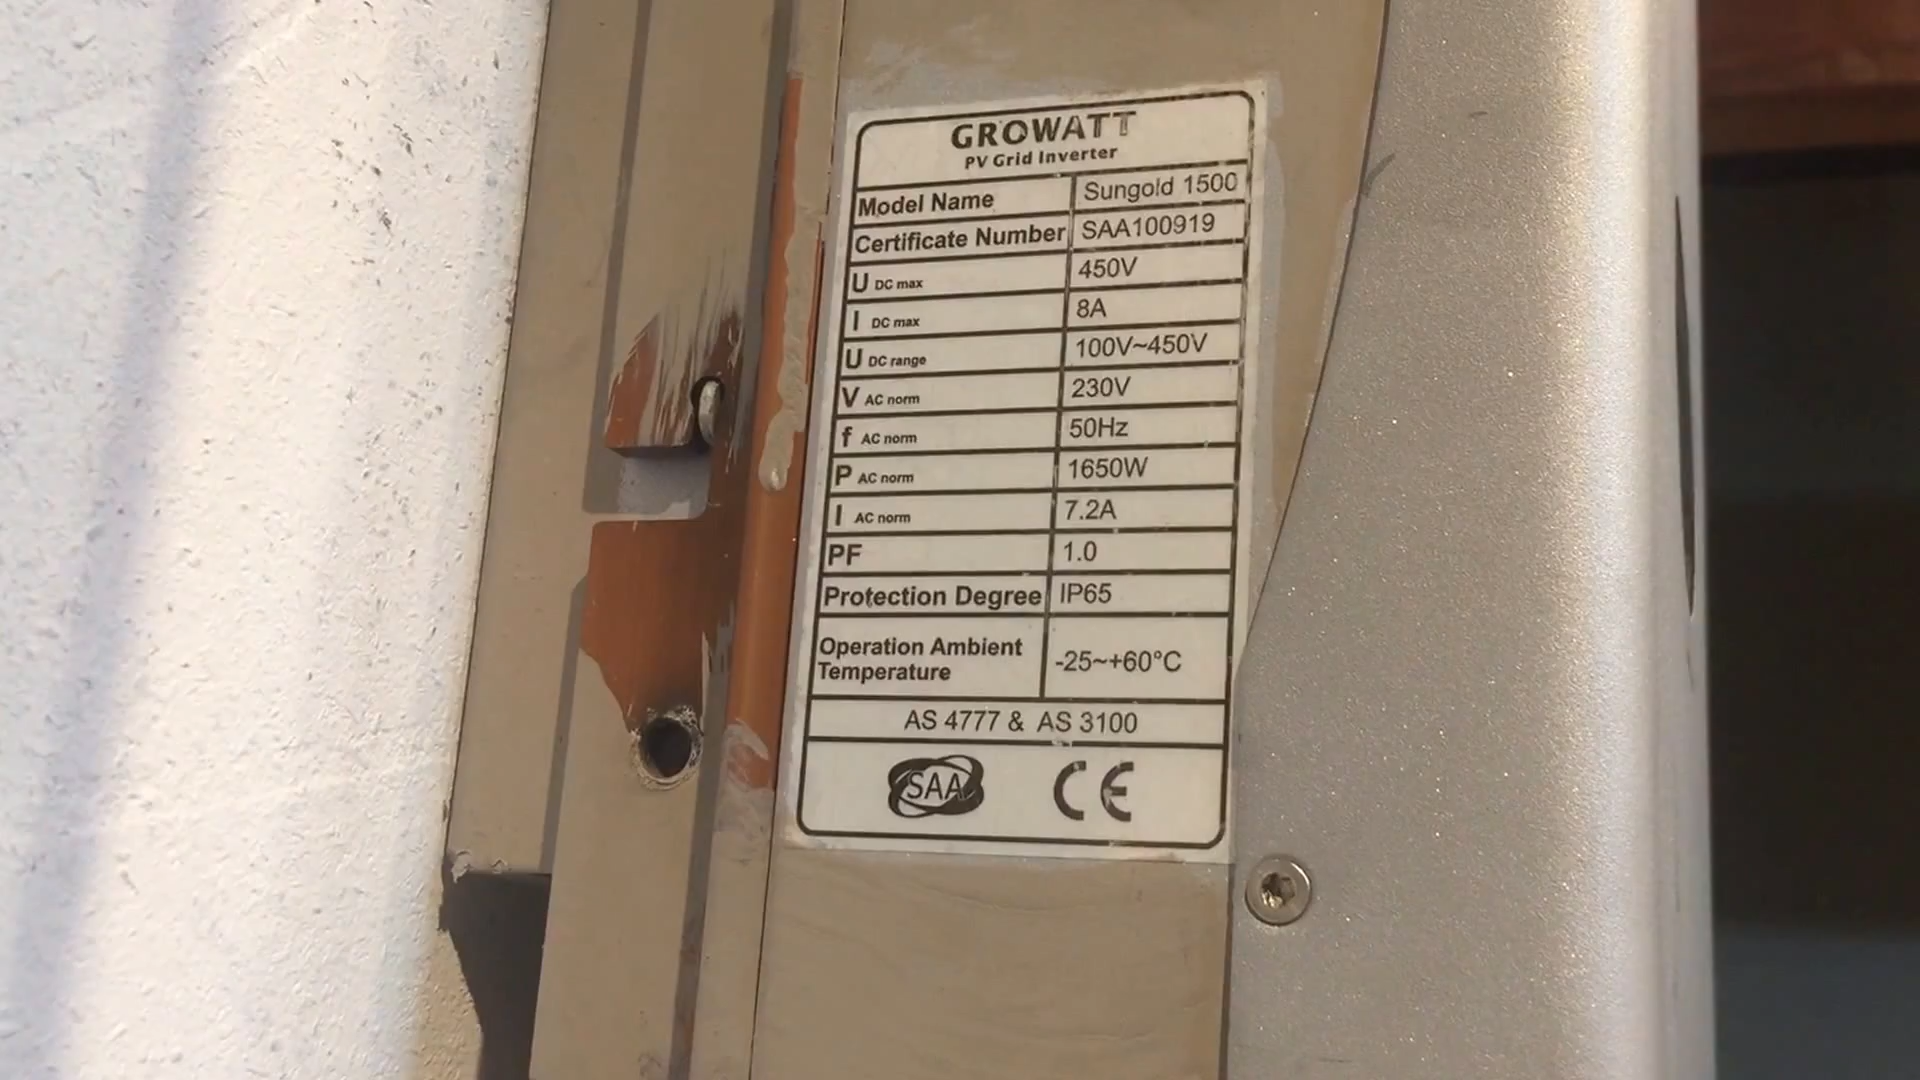 GROWATT
PV Grid Inverter
Model Name Sungold 1500
Certificate Number SAA100919
U DC max 450V
I DC max 8A
U DC range 100V~450V
V AC norm 230V
f AC norm 50Hz
P AC norm 1650W
I AC norm 7.2A
PF 1.0
Protection Degree IP65
Operation Ambient
Temperature -25~+60°C
AS 4777 & AS 3100
SAA CE